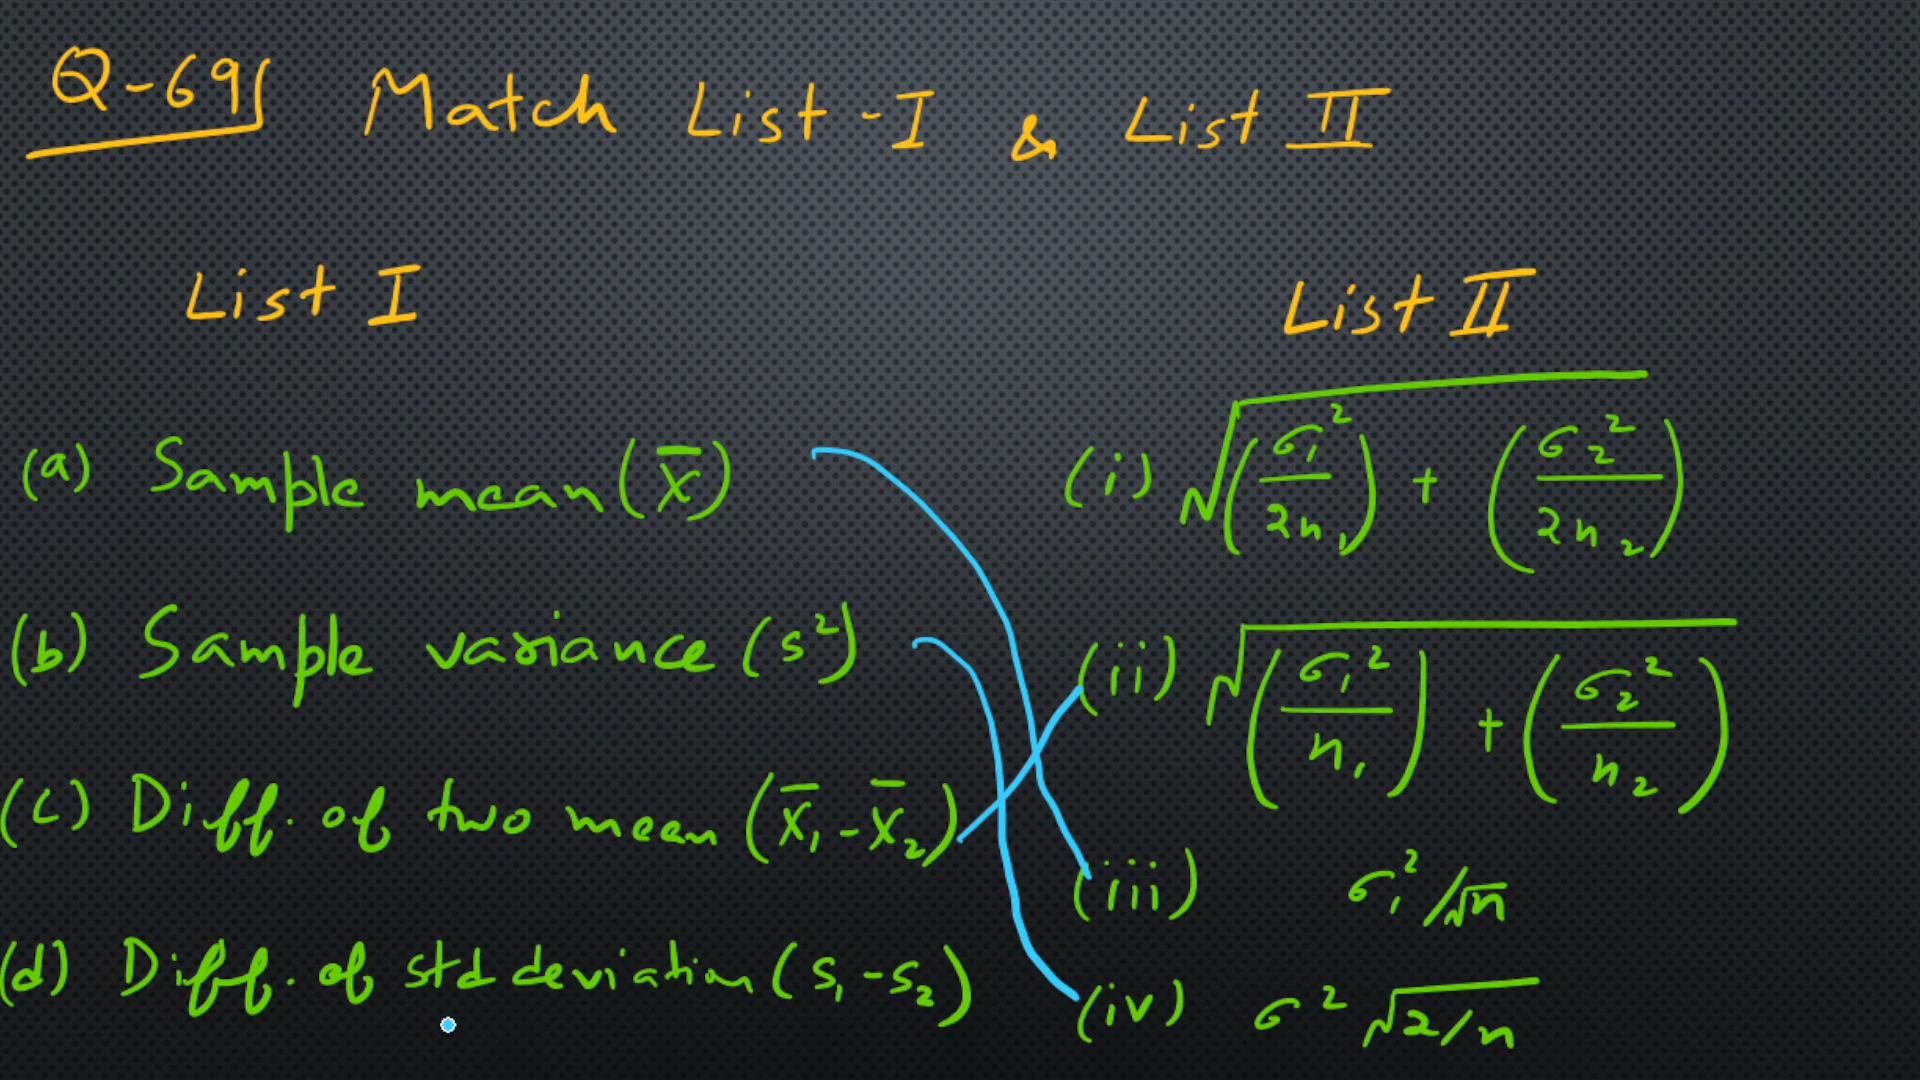 Q-69 Match List-I & List II
List I List II
(a) Sample mean (x̄) (i) √(σ₁²/2n₁) + (σ₂²/2n₂)
(b) Sample variance (s²) (ii) √(σ₁²/n₁) + (σ₂²/n₂)
(c) Diff. of two mean (x̄₁-x̄₂) (iii) σ₁²/√n
(d) Diff. of std deviation (s₁-s₂) (iv) σ² √2/n